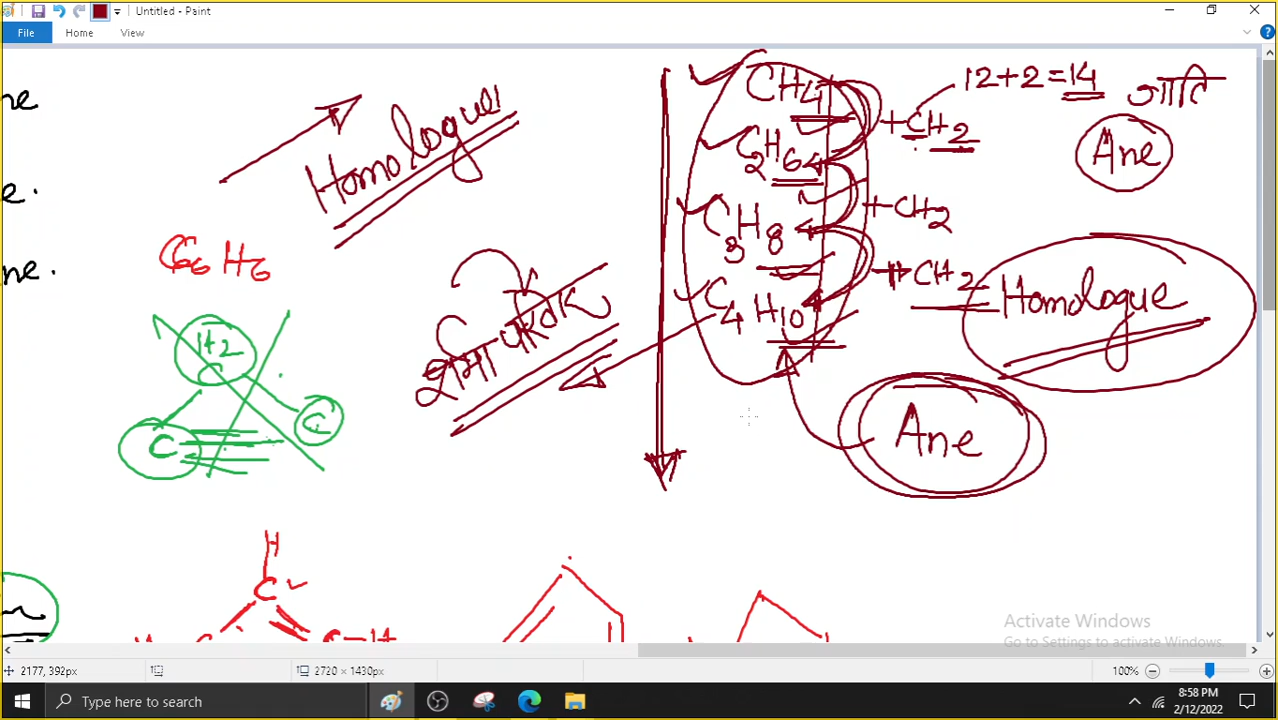 Untitled - Paint
File Home View
ne
e.
ne.
Homologue
CH4
C2H6
C3H8
C4H10
+CH2
12+2=14
Ane
+CH2
+CH2
Homologue
Ane
C6H6
H2
C
C
C
H
C
C-H
Activate Windows
Go to Settings to activate Windows.
2177, 392px
2720 × 1430px
100%
Type here to search
8:58 PM
2/12/2022